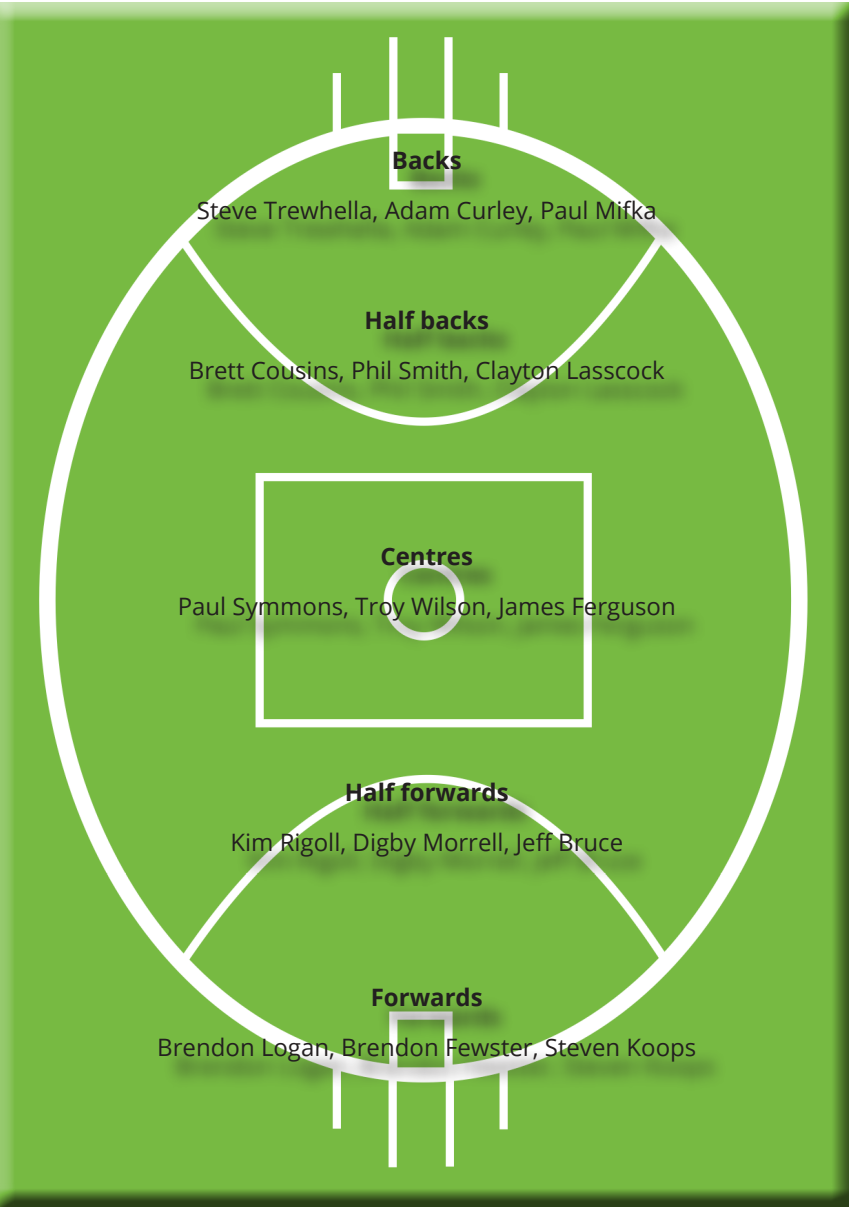 Backs
Steve Trewhella, Adam Curley, Paul Mifka
Half backs
Brett Cousins, Phil Smith, Clayton Lasscock
Centres
Paul Symmons, Troy Wilson, James Ferguson
Half forwards
Kim Rigoll, Digby Morrell, Jeff Bruce
Forwards
Brendon Logan, Brendon Fewster, Steven Koops